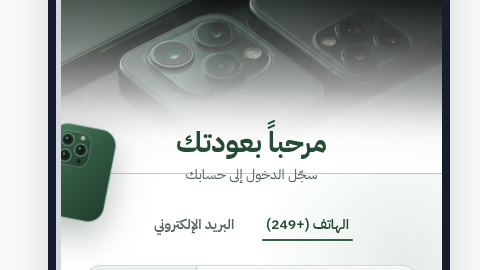 مرحباً بعودتك
سجّل الدخول إلى حسابك
الهاتف (+249) البريد الإلكتروني